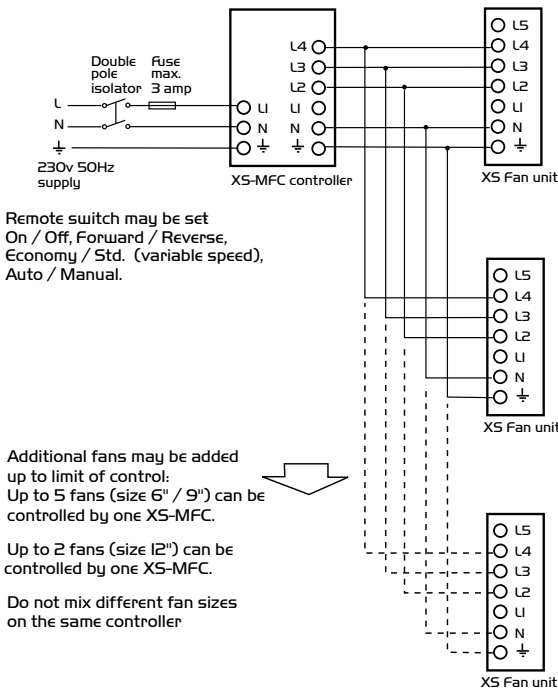 L5
L4 L4
Double Fuse
pole max.
isolator 3 amp
L3 L3
L2 L2
L L1 L1 L1
N N N N
⏚ ⏚ ⏚ ⏚
230v 50Hz
supply
XS-MFC controller
XS Fan unit
Remote switch may be set
On / Off, Forward / Reverse,
Economy / Std. (variable speed),
Auto / Manual.
L5
L4
L3
L2
L1
N
⏚
XS Fan unit
Additional fans may be added
up to limit of control:
Up to 5 fans (size 6" / 9") can be
controlled by one XS-MFC.
Up to 2 fans (size 12") can be
controlled by one XS-MFC.
Do not mix different fan sizes
on the same controller
L5
L4
L3
L2
L1
N
⏚
XS Fan unit